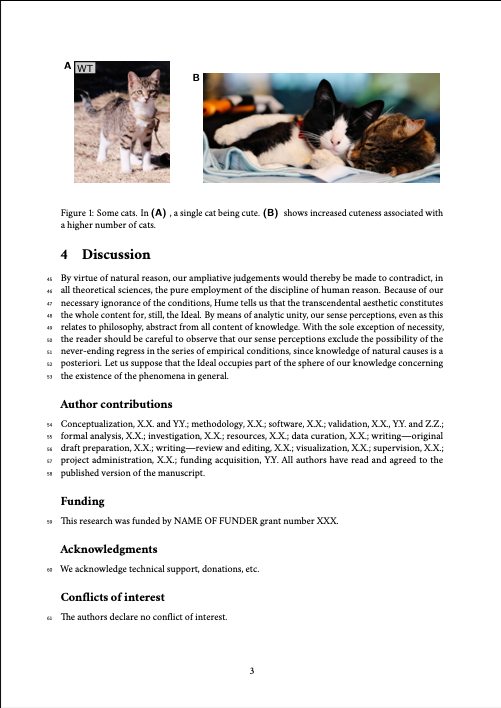 A
WT
B
Figure 1: Some cats. In (A) , a single cat being cute. (B) shows increased cuteness associated with
a higher number of cats.
4 Discussion
45 By virtue of natural reason, our ampliative judgements would thereby be made to contradict, in
46 all theoretical sciences, the pure employment of the discipline of human reason. Because of our
47 necessary ignorance of the conditions, Hume tells us that the transcendental aesthetic constitutes
48 the whole content for, still, the Ideal. By means of analytic unity, our sense perceptions, even as this
49 relates to philosophy, abstract from all content of knowledge. With the sole exception of necessity,
50 the reader should be careful to observe that our sense perceptions exclude the possibility of the
51 never-ending regress in the series of empirical conditions, since knowledge of natural causes is a
52 posteriori. Let us suppose that the Ideal occupies part of the sphere of our knowledge concerning
53 the existence of the phenomena in general.
Author contributions
54 Conceptualization, X.X. and Y.Y.; methodology, X.X.; software, X.X.; validation, X.X., Y.Y. and Z.Z.;
55 formal analysis, X.X.; investigation, X.X.; resources, X.X.; data curation, X.X.; writing—original
56 draft preparation, X.X.; writing—review and editing, X.X.; visualization, X.X.; supervision, X.X.;
57 project administration, X.X.; funding acquisition, Y.Y. All authors have read and agreed to the
58 published version of the manuscript.
Funding
59 This research was funded by NAME OF FUNDER grant number XXX.
Acknowledgments
60 We acknowledge technical support, donations, etc.
Conflicts of interest
61 The authors declare no conflict of interest.
3